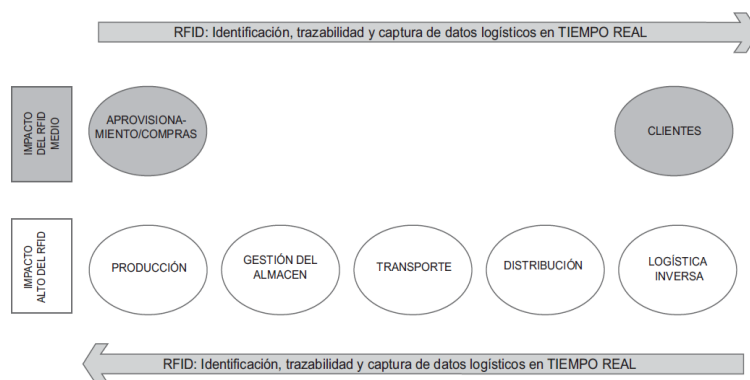 RFID: Identificación, trazabilidad y captura de datos logísticos en TIEMPO REAL
IMPACTO
DEL RFID
MEDIO
APROVISIONA-
MIENTO/COMPRAS
CLIENTES
IMPACTO
ALTO DEL RFID
PRODUCCIÓN
GESTIÓN DEL
ALMACEN
TRANSPORTE
DISTRIBUCIÓN
LOGÍSTICA
INVERSA
RFID: Identificación, trazabilidad y captura de datos logísticos en TIEMPO REAL